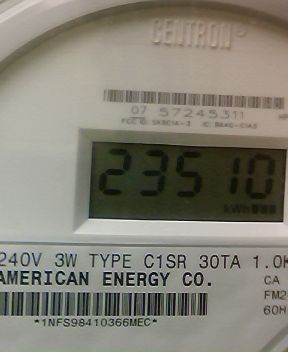 CENTRON®
07 57245311
23510
kWh
240V 3W TYPE C1SR 30TA 1.0K
AMERICAN ENERGY CO.
CA
FM2
60H
*1NFS98410366MEC*